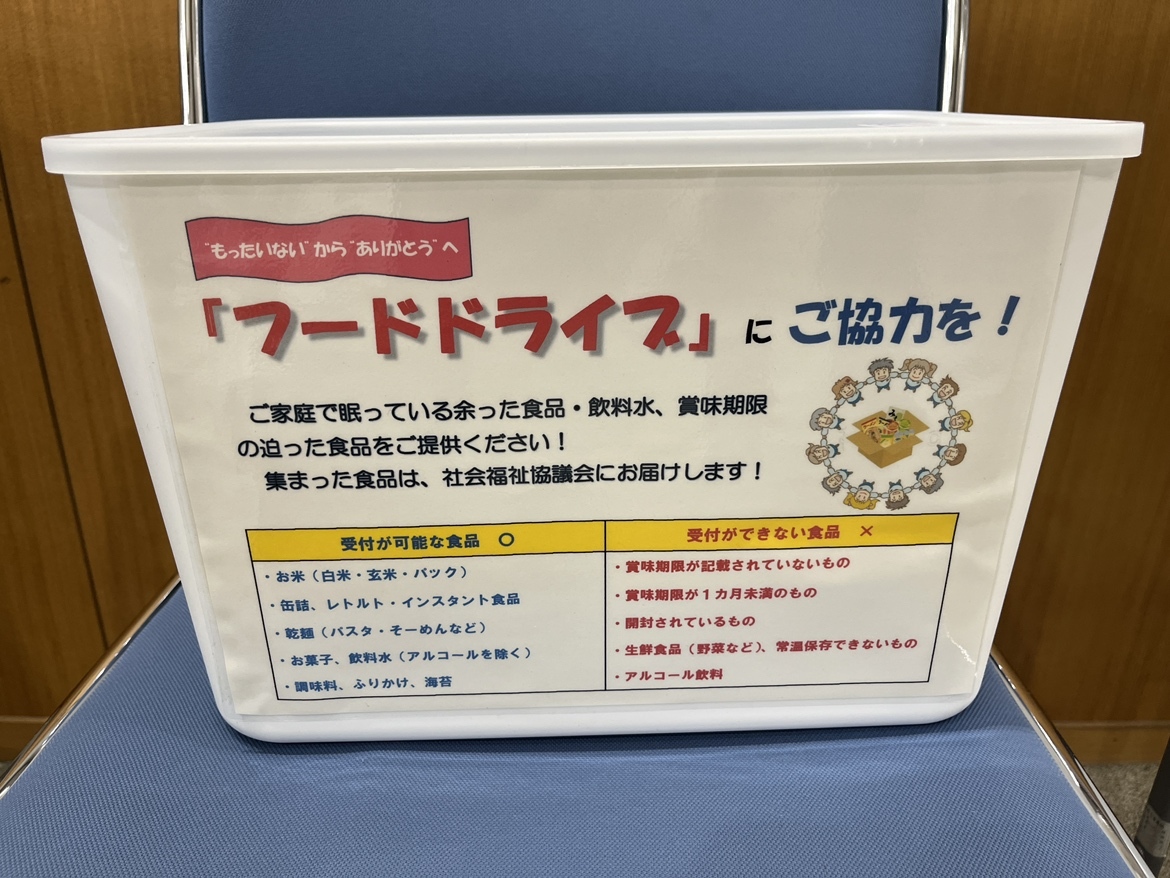 "もったいない"から"ありがとう"へ
「フードドライブ」にご協力を！
ご家庭で眠っている余った食品・飲料水、賞味期限
の迫った食品をご提供ください！
集まった食品は、社会福祉協議会にお届けします！
受付が可能な食品　〇
・お米（白米・玄米・パック）
・缶詰、レトルト・インスタント食品
・乾麺（パスタ・そーめんなど）
・お菓子、飲料水（アルコールを除く）
・調味料、ふりかけ、海苔
受付ができない食品　×
・賞味期限が記載されていないもの
・賞味期限が１カ月未満のもの
・開封されているもの
・生鮮食品（野菜など）、常温保存できないもの
・アルコール飲料